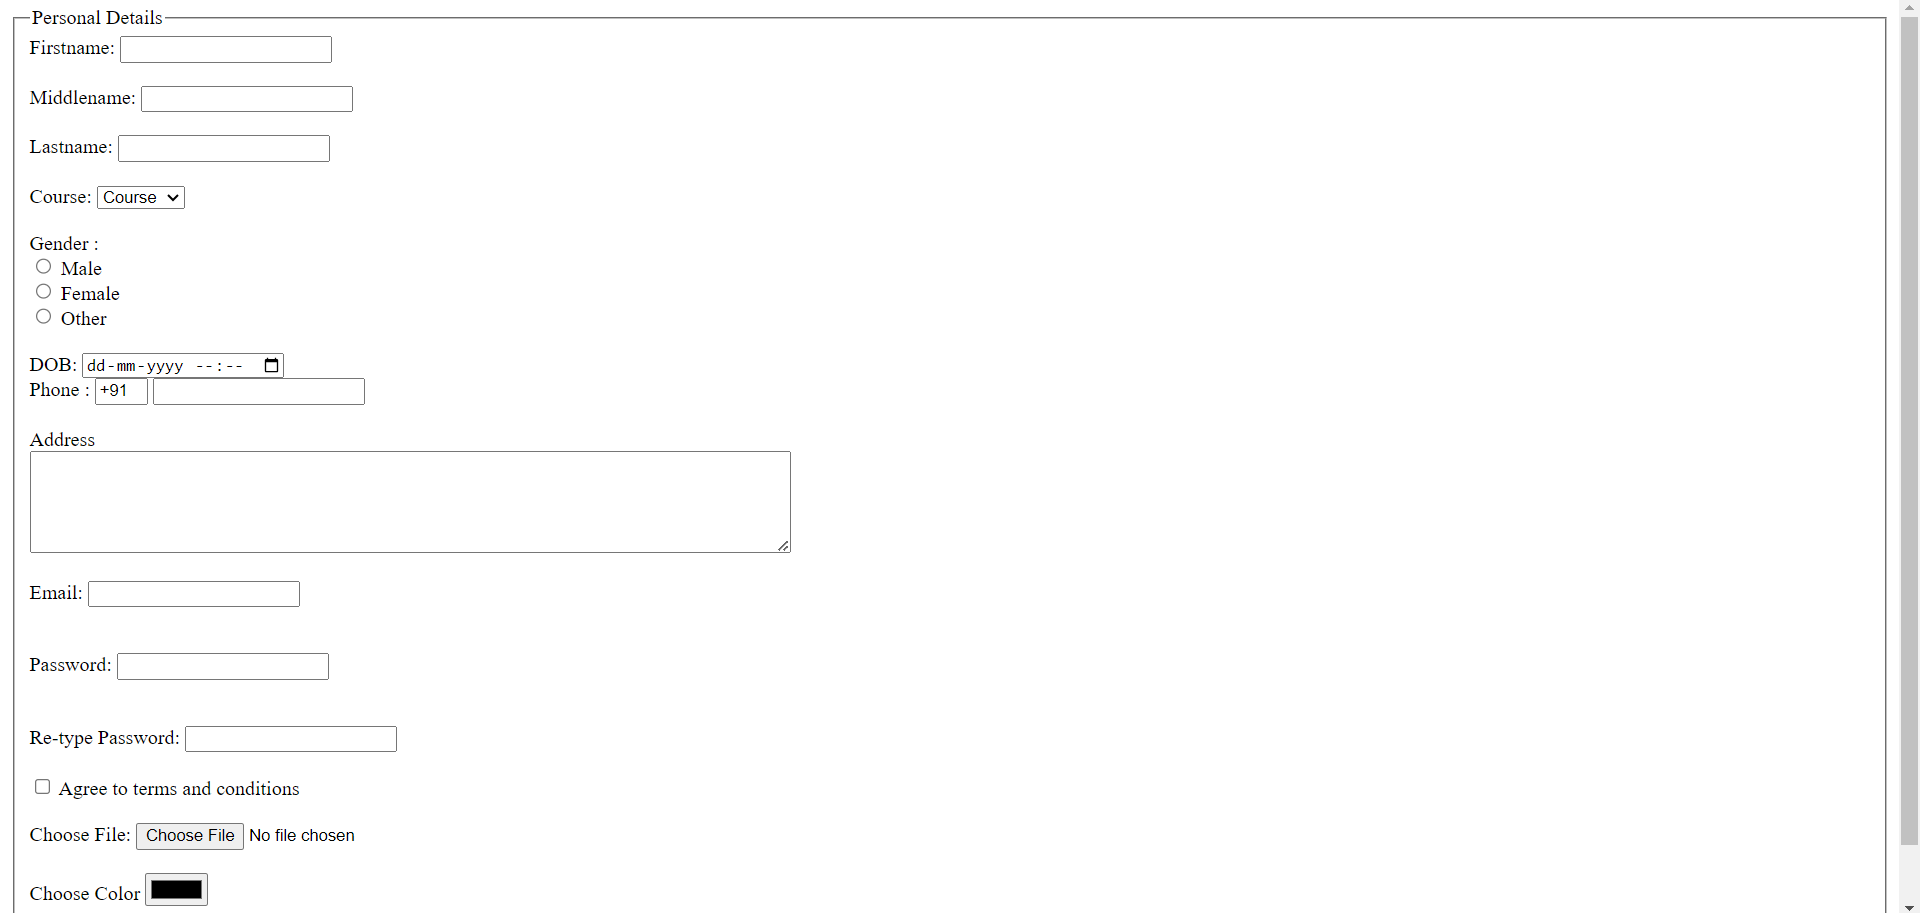 Personal Details
Firstname:
Middlename:
Lastname:
Course: Course
Gender :
Male
Female
Other
DOB: dd-mm-yyyy --:--
Phone : +91
Address
Email:
Password:
Re-type Password:
Agree to terms and conditions
Choose File: Choose File No file chosen
Choose Color